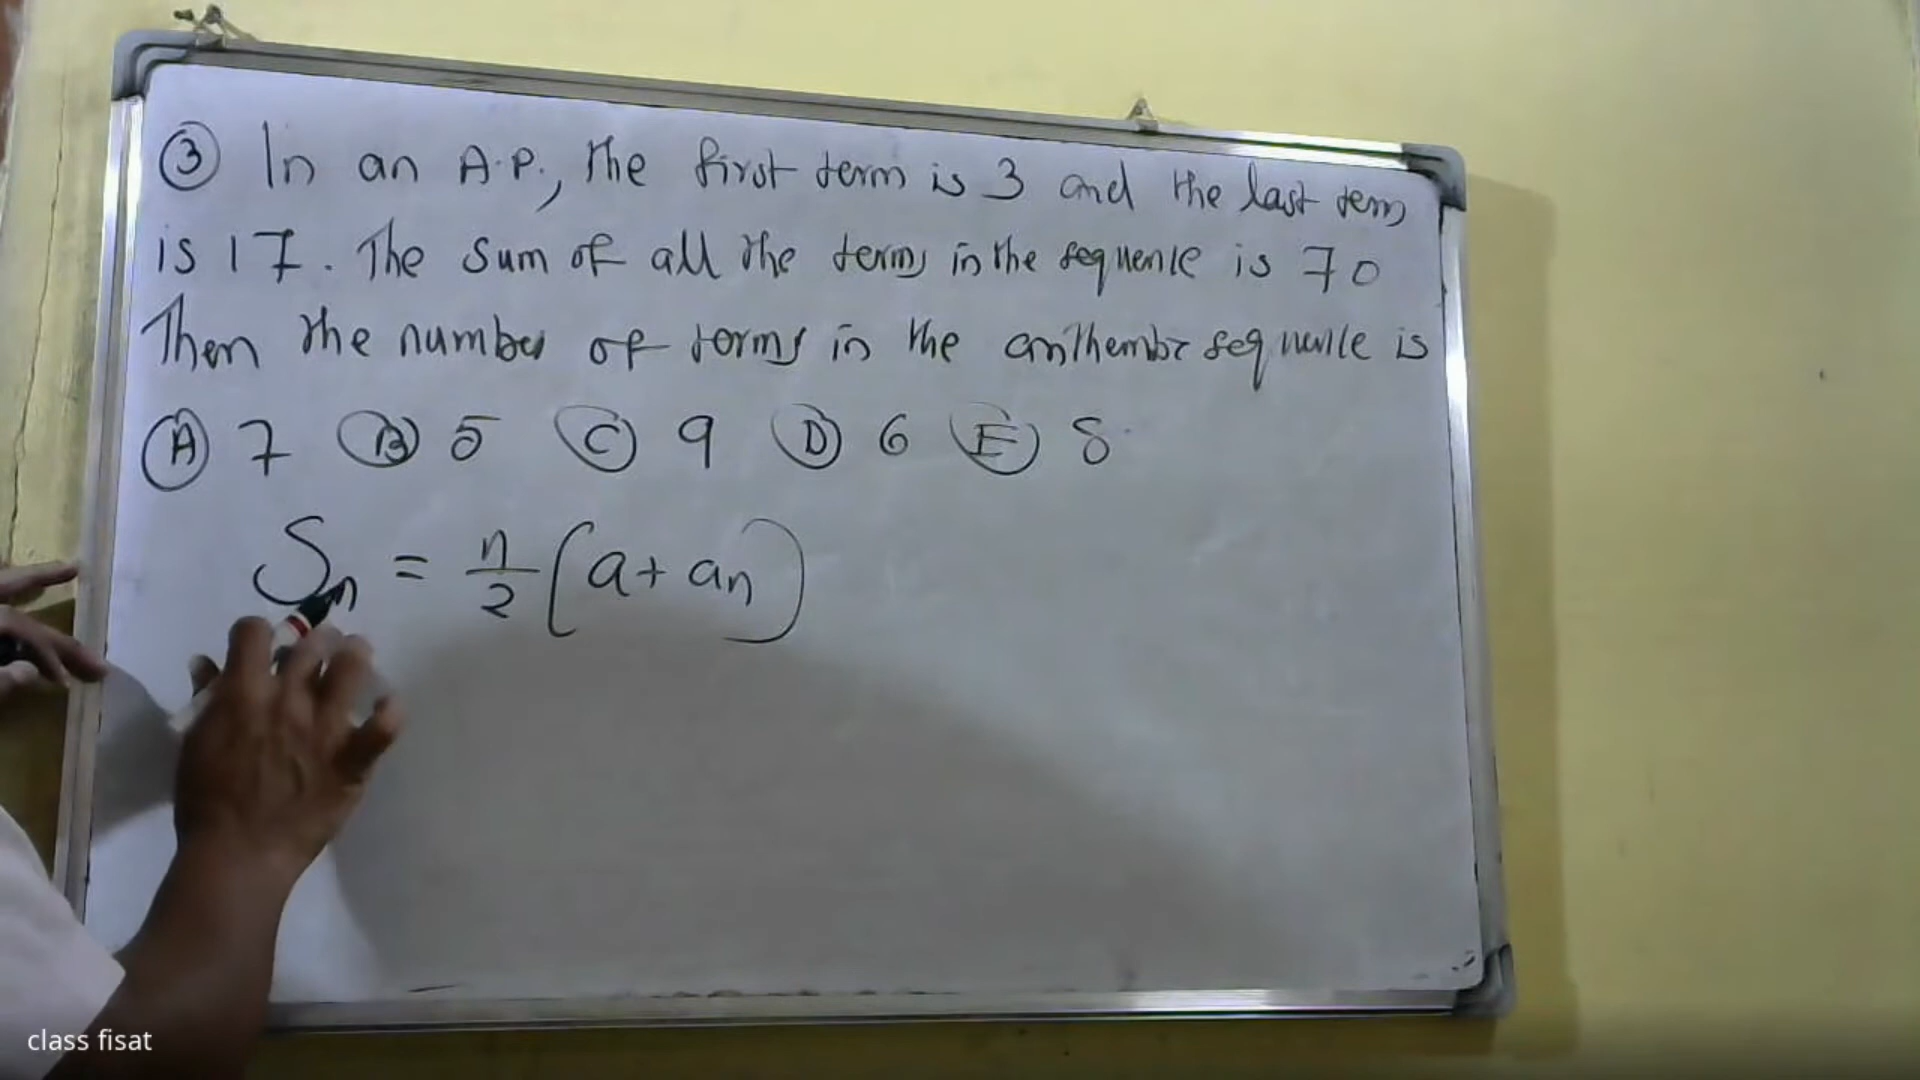 ③ In an A.P., the first term is 3 and the last term
is 17. The sum of all the terms in the sequence is 70
Then the number of terms in the arithmetic sequence is
Ⓐ 7 Ⓑ 5 Ⓒ 9 Ⓓ 6 Ⓔ 8
Sn = n/2 (a + an)
class fisat